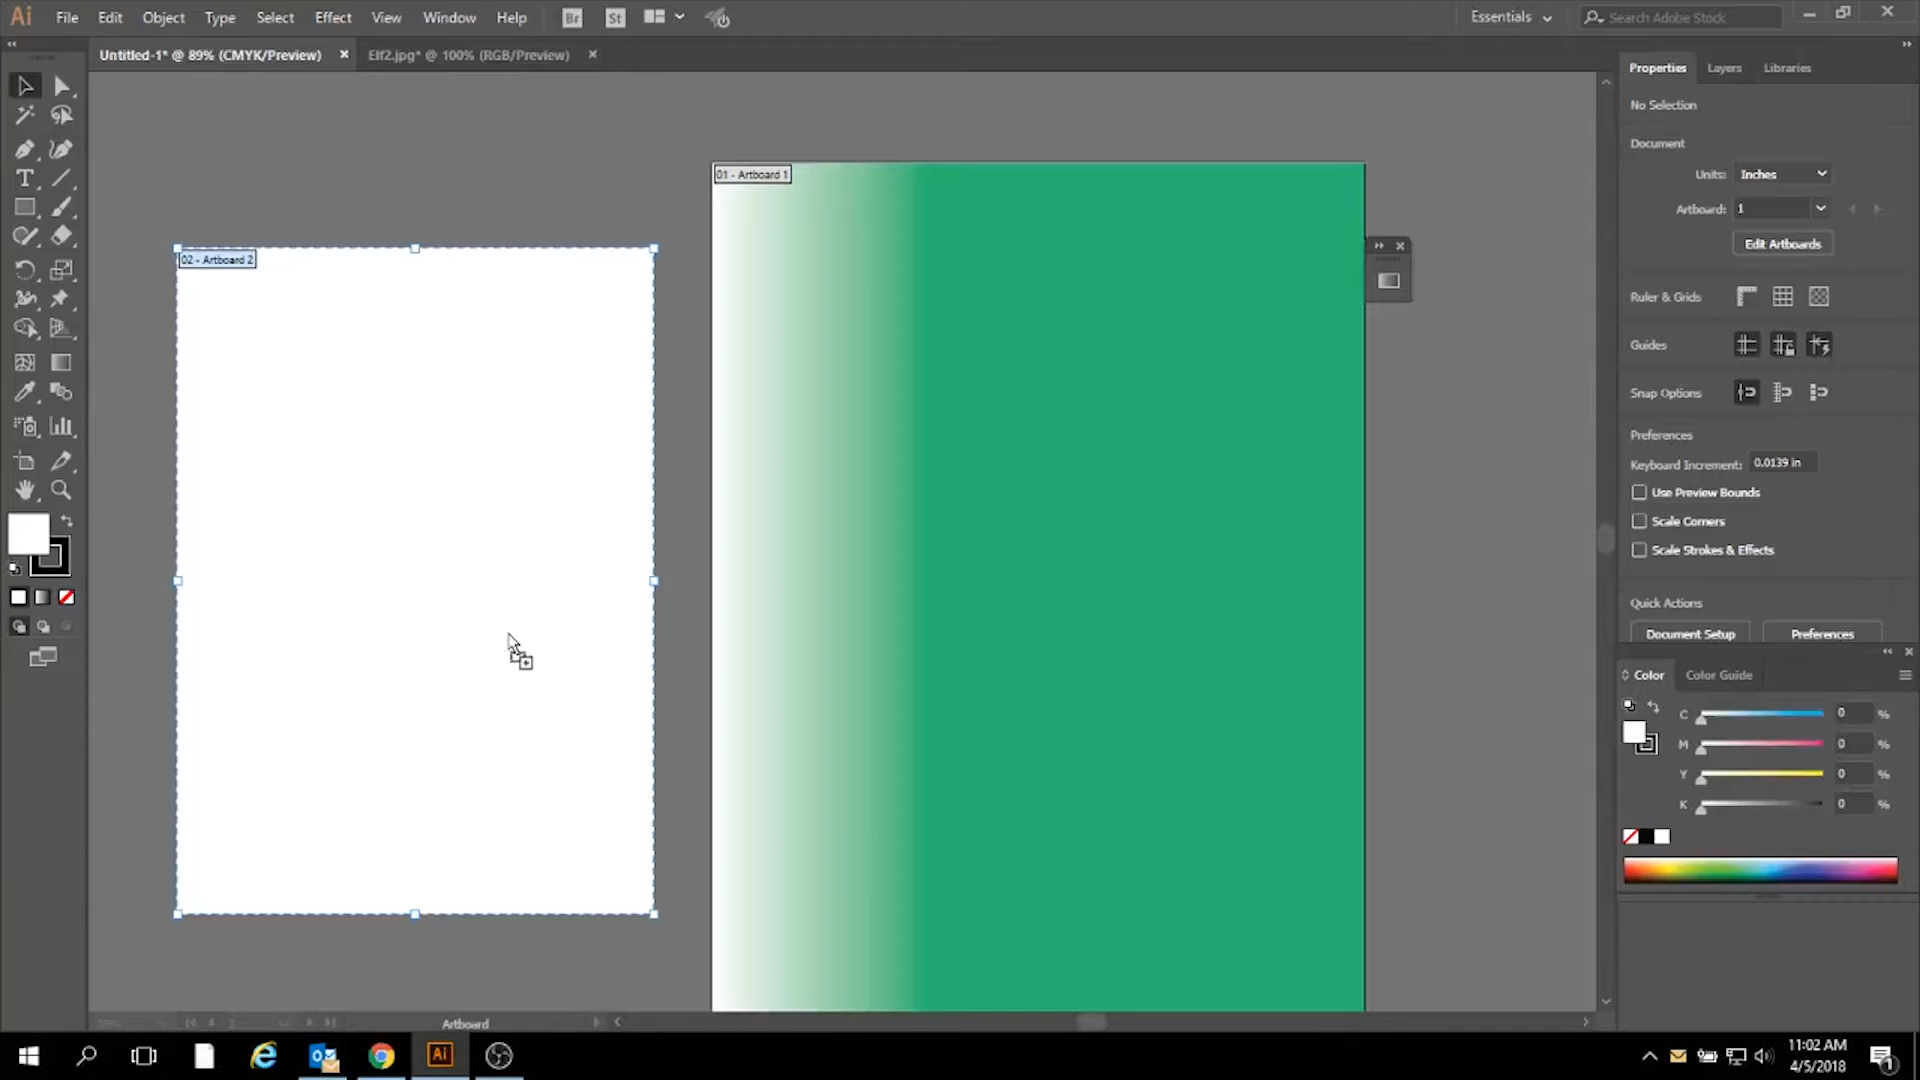 Ai File Edit Object Type Select Effect View Window Help Br St Essentials Search Adobe Stock
Untitled-1* @ 89% (CMYK/Preview) Elf2.jpg* @ 100% (RGB/Preview)
Properties Layers Libraries
No Selection
Document
Units: Inches
Artboard: 1
Edit Artboards
Ruler & Grids
Guides
Snap Options
Preferences
Keyboard Increment: 0.0139 in
Use Preview Bounds
Scale Corners
Scale Strokes & Effects
Quick Actions
Document Setup Preferences
01 - Artboard 1
02 - Artboard 2
T
Color Color Guide
C 0 %
M 0 %
Y 0 %
K 0 %
Artboard
Ai
11:02 AM
4/5/2018
1